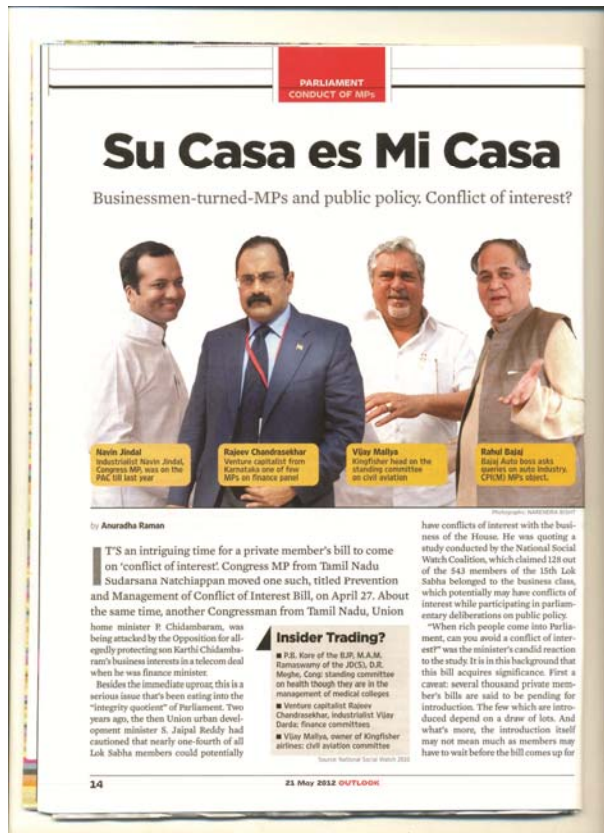 PARLIAMENT
CONDUCT OF MPs
Su Casa es Mi Casa
Businessmen-turned-MPs and public policy. Conflict of interest?
Navin Jindal
Industrialist Navin Jindal,
Congress MP, was on the
PAC till last year
Rajeev Chandrasekhar
Venture capitalist from
Karnataka one of few
MPs on finance panel
Vijay Mallya
Kingfisher head on the
standing committee
on civil aviation
Rahul Bajaj
Bajaj Auto boss asks
queries on auto industry,
CPI(M) MPs object.
Photographs: NARENDRA BISHT
by Anuradha Raman
IT'S an intriguing time for a private member's bill to come
on 'conflict of interest'. Congress MP from Tamil Nadu
Sudarsana Natchiappan moved one such, titled Prevention
and Management of Conflict of Interest Bill, on April 27. About
the same time, another Congressman from Tamil Nadu, Union
home minister P. Chidambaram, was
being attacked by the Opposition for all-
egedly protecting son Karthi Chidamba-
ram's business interests in a telecom deal
when he was finance minister.
Besides the immediate uproar, this is a
serious issue that's been eating into the
"integrity quotient" of Parliament. Two
years ago, the then Union urban devel-
opment minister S. Jaipal Reddy had
cautioned that nearly one-fourth of all
Lok Sabha members could potentially
Insider Trading?
■ P.B. Kore of the BJP, M.A.M.
Ramaswamy of the JD(S), D.R.
Meghe, Cong: standing committee
on health though they are in the
management of medical colleges
■ Venture capitalist Rajeev
Chandrasekhar, industrialist Vijay
Darda: finance committees
■ Vijay Mallya, owner of Kingfisher
airlines: civil aviation committee
Source: National Social Watch 2010
have conflicts of interest with the busi-
ness of the House. He was quoting a
study conducted by the National Social
Watch Coalition, which claimed 128 out
of the 543 members of the 15th Lok
Sabha belonged to the business class,
which potentially may have conflicts of
interest while participating in parliam-
entary deliberations on public policy.
"When rich people come into Parlia-
ment, can you avoid a conflict of inter-
est?" was the minister's candid reaction
to the study. It is in this background that
this bill acquires significance. First a
caveat: several thousand private mem-
ber's bills are said to be pending for
introduction. The few which are intro-
duced depend on a draw of lots. And
what's more, the introduction itself
may not mean much as members may
have to wait before the bill comes up for
14
21 May 2012 OUTLOOK